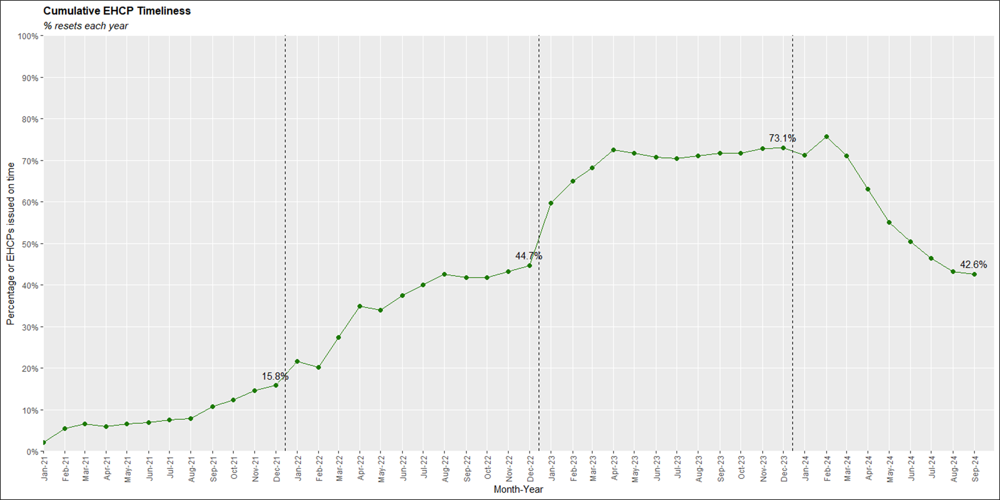 Cumulative EHCP Timeliness
% resets each year
100%
90%
80%
70%
60%
50%
40%
30%
20%
10%
0%
Percentage or EHCPs issued on time
15.8%
44.7%
73.1%
42.6%
Jan-21
Feb-21
Mar-21
Apr-21
May-21
Jun-21
Jul-21
Aug-21
Sep-21
Oct-21
Nov-21
Dec-21
Jan-22
Feb-22
Mar-22
Apr-22
May-22
Jun-22
Jul-22
Aug-22
Sep-22
Oct-22
Nov-22
Dec-22
Jan-23
Feb-23
Mar-23
Apr-23
May-23
Jun-23
Jul-23
Aug-23
Sep-23
Oct-23
Nov-23
Dec-23
Jan-24
Feb-24
Mar-24
Apr-24
May-24
Jun-24
Jul-24
Aug-24
Sep-24
Month-Year